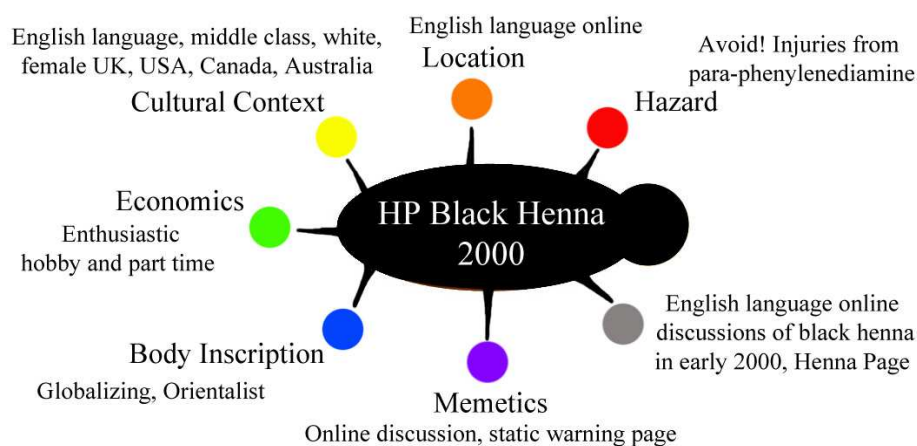 English language, middle class, white,
female UK, USA, Canada, Australia
Cultural Context
English language online
Location
Avoid! Injuries from
para-phenylenediamine
Hazard
Economics
Enthusiastic
hobby and part time
HP Black Henna
2000
Body Inscription
Globalizing, Orientalist
Memetics
Online discussion, static warning page
English language online
discussions of black henna
in early 2000, Henna Page